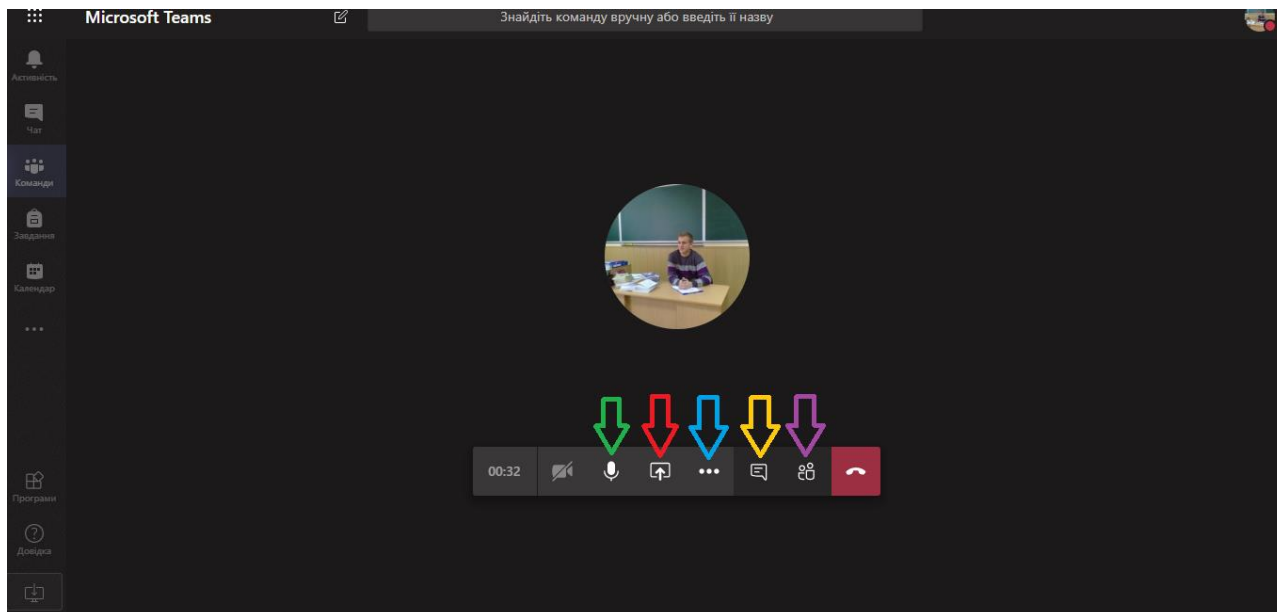 Microsoft Teams
Знайдіть команду вручну або введіть її назву
Активність
Чат
Команди
Завдання
Календар
00:32
Програми
Довідка